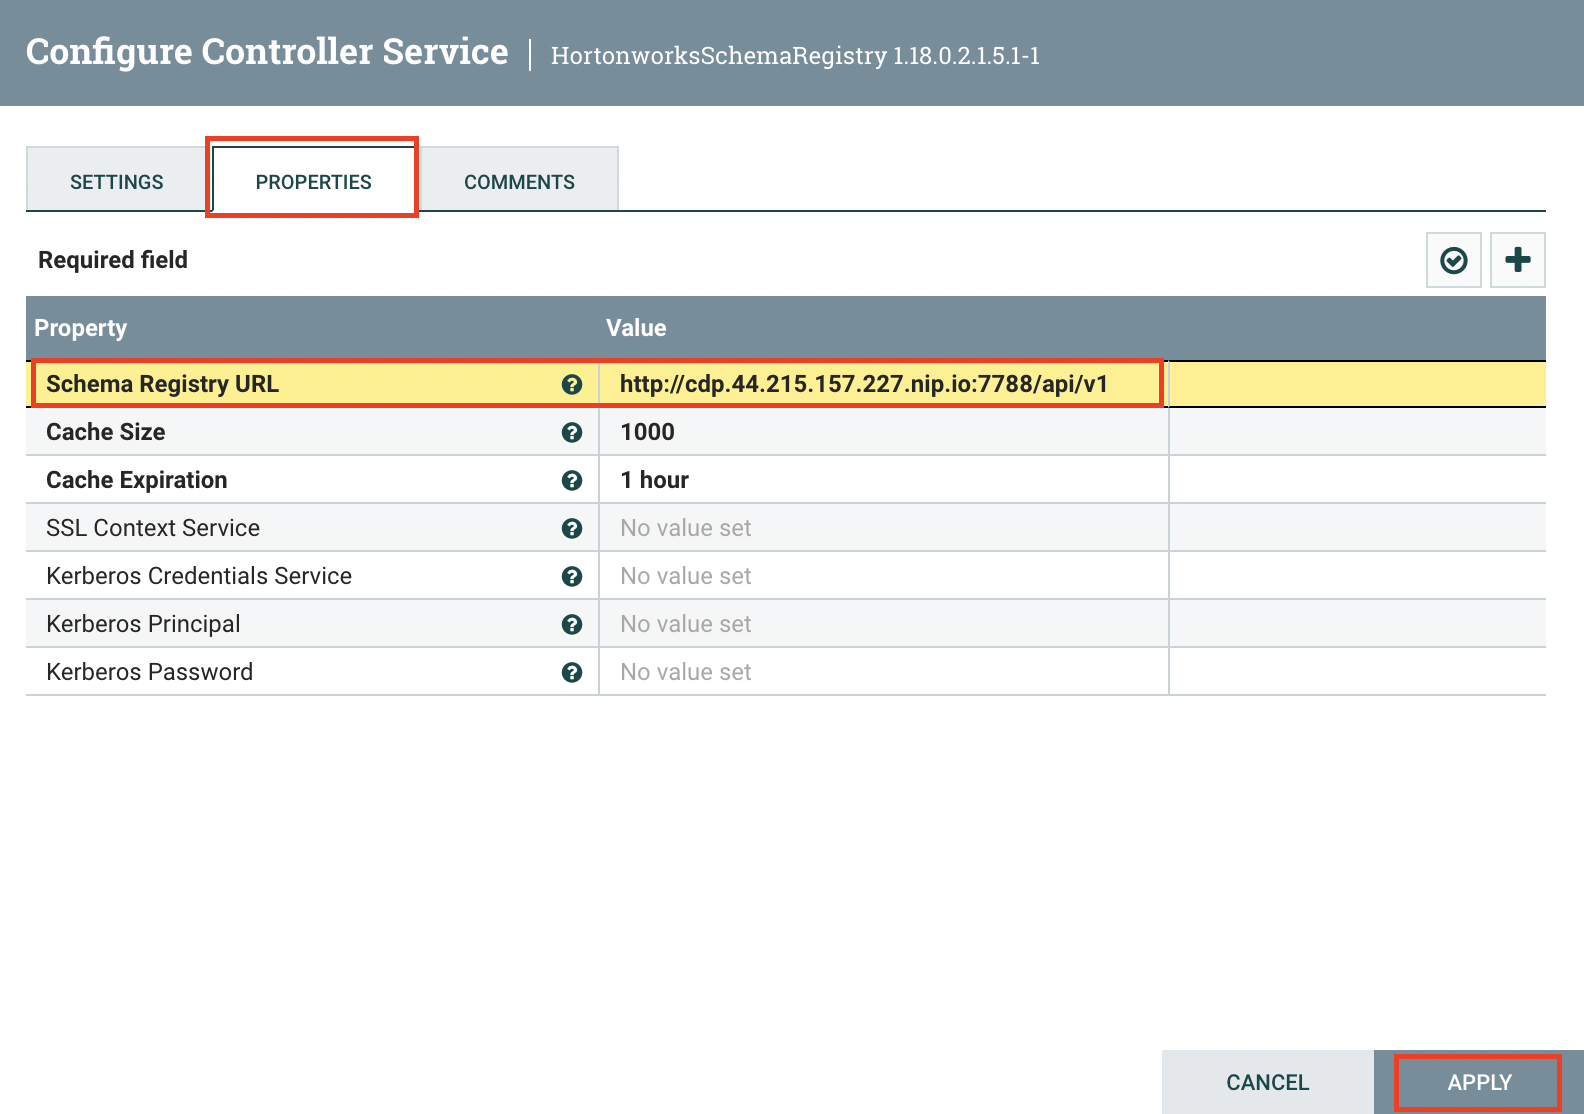 Configure Controller Service | HortonworksSchemaRegistry 1.18.0.2.1.5.1-1
SETTINGS PROPERTIES COMMENTS
Required field
Property Value
Schema Registry URL ? http://cdp.44.215.157.227.nip.io:7788/api/v1
Cache Size ? 1000
Cache Expiration ? 1 hour
SSL Context Service ? No value set
Kerberos Credentials Service ? No value set
Kerberos Principal ? No value set
Kerberos Password ? No value set
CANCEL APPLY